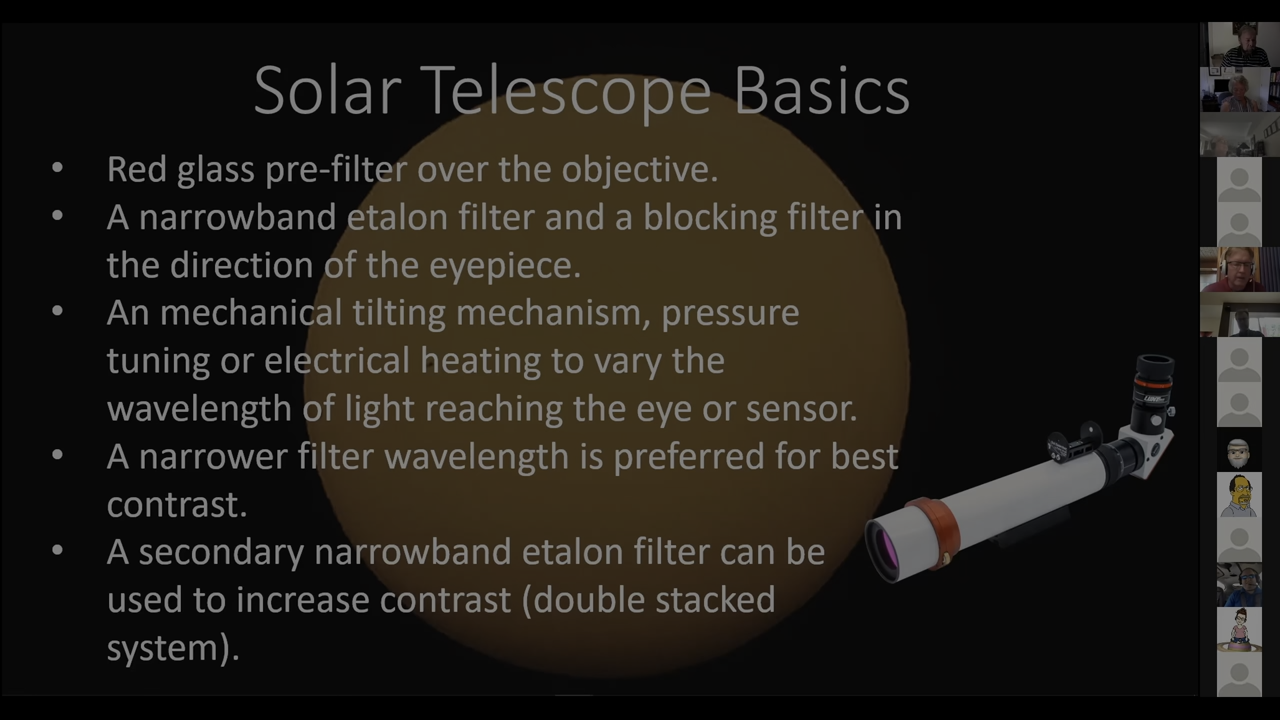 Solar Telescope Basics
• Red glass pre-filter over the objective.
• A narrowband etalon filter and a blocking filter in
the direction of the eyepiece.
• An mechanical tilting mechanism, pressure
tuning or electrical heating to vary the
wavelength of light reaching the eye or sensor.
• A narrower filter wavelength is preferred for best
contrast.
• A secondary narrowband etalon filter can be
used to increase contrast (double stacked
system).